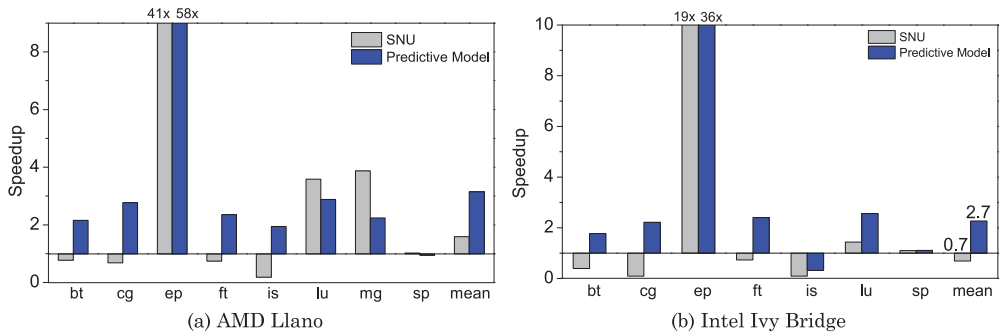 41x 58x
SNU
Predictive Model
Speedup
8
6
4
2
0
bt cg ep ft is lu mg sp mean
(a) AMD Llano
19x 36x
SNU
Predictive Model
Speedup
10
8
6
4
2
0
0.7
2.7
bt cg ep ft is lu sp mean
(b) Intel Ivy Bridge